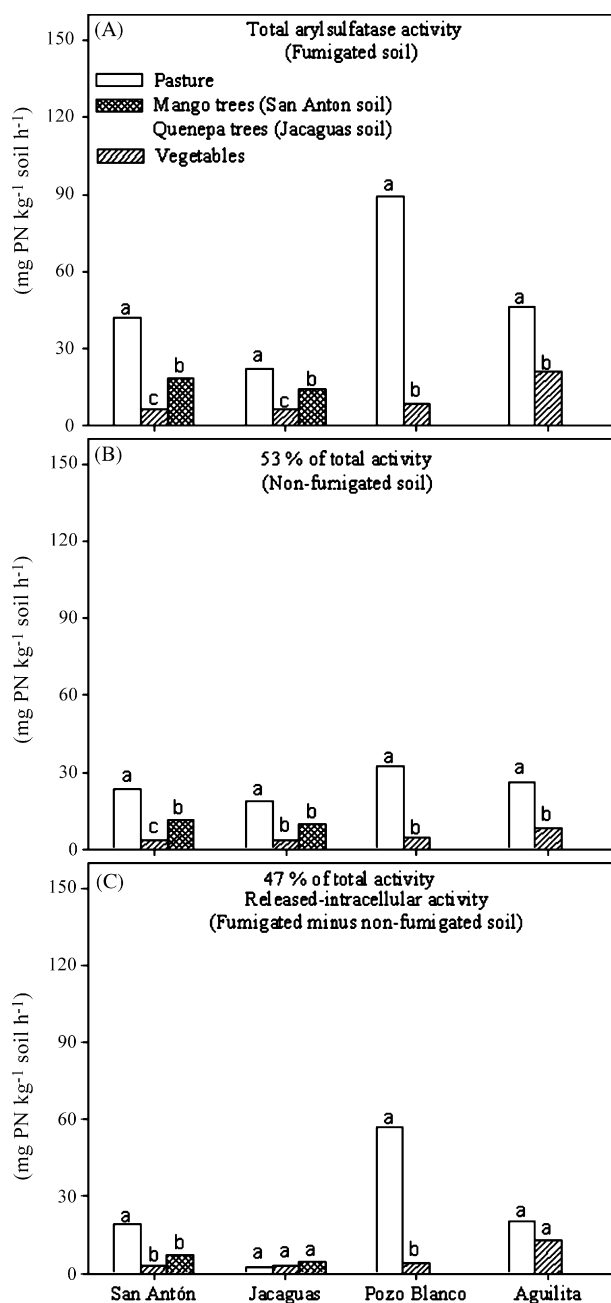 (A)
Total arylsulfatase activity
(Fumigated soil)
Pasture
Mango trees (San Anton soil)
Quenepa trees (Jacaguas soil)
Vegetables
(mg PN kg-1 soil h-1)
150
120
90
60
30
0
a
c
b
a
c
b
a
b
a
b
(B)
53 % of total activity
(Non-fumigated soil)
(mg PN kg-1 soil h-1)
150
120
90
60
30
0
a
c
b
a
b
b
a
b
a
b
(C)
47 % of total activity
Released-intracellular activity
(Fumigated minus non-fumigated soil)
(mg PN kg-1 soil h-1)
150
120
90
60
30
0
a
b
b
a
a
a
a
b
a
a
San Antón Jacaguas Pozo Blanco Aguilita